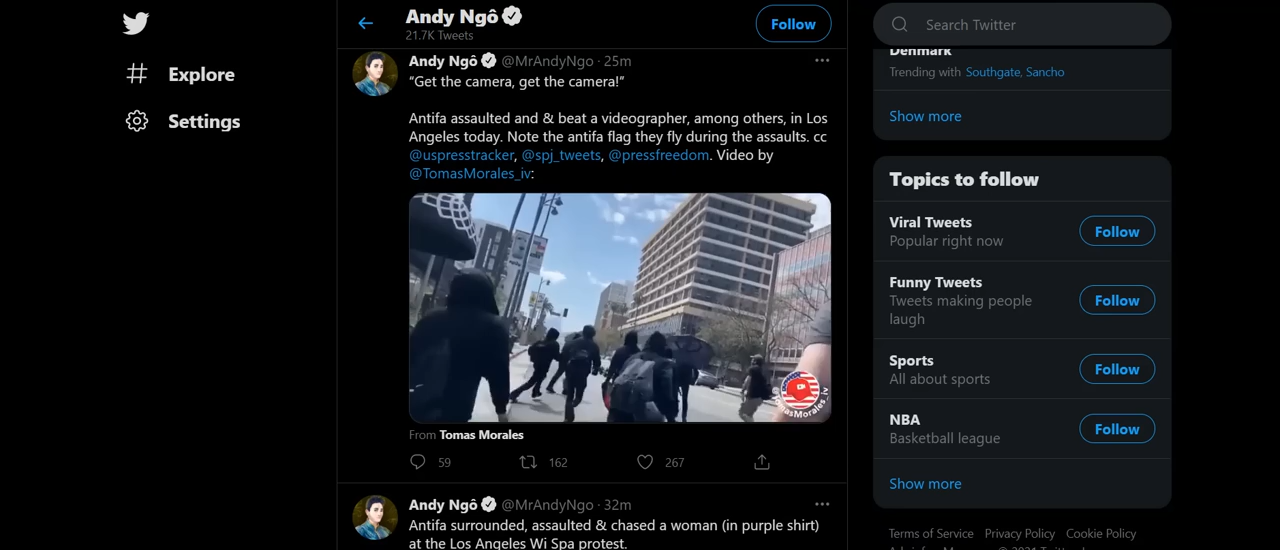 Explore
Settings
Andy Ngô
21.7K Tweets
Follow
Andy Ngô @MrAndyNgo · 25m
“Get the camera, get the camera!”
Antifa assaulted and & beat a videographer, among others, in Los
Angeles today. Note the antifa flag they fly during the assaults. cc
@uspresstracker, @spj_tweets, @pressfreedom. Video by
@TomasMorales_iv:
@TomasMorales_iv
From Tomas Morales
59 162 267
Andy Ngô @MrAndyNgo · 32m
Antifa surrounded, assaulted & chased a woman (in purple shirt)
at the Los Angeles Wi Spa protest.
Search Twitter
Denmark
Trending with Southgate, Sancho
Show more
Topics to follow
Viral Tweets
Popular right now
Follow
Funny Tweets
Tweets making people
laugh
Follow
Sports
All about sports
Follow
NBA
Basketball league
Follow
Show more
Terms of Service Privacy Policy Cookie Policy